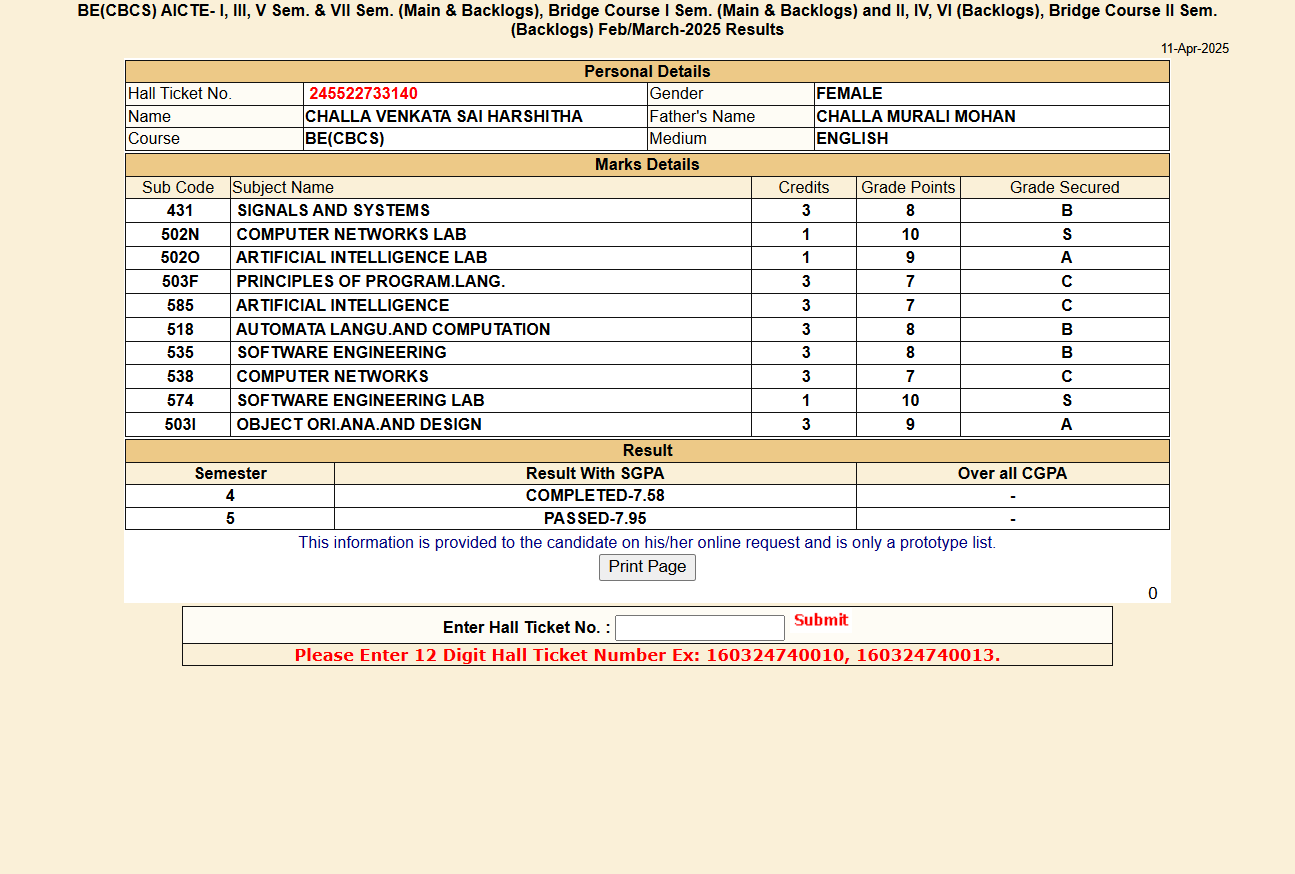 BE(CBCS) AICTE- I, III, V Sem. & VII Sem. (Main & Backlogs), Bridge Course I Sem. (Main & Backlogs) and II, IV, VI (Backlogs), Bridge Course II Sem.
(Backlogs) Feb/March-2025 Results
11-Apr-2025
Personal Details
Hall Ticket No. 245522733140 Gender FEMALE
Name CHALLA VENKATA SAI HARSHITHA Father's Name CHALLA MURALI MOHAN
Course BE(CBCS) Medium ENGLISH
Marks Details
Sub Code Subject Name Credits Grade Points Grade Secured
431 SIGNALS AND SYSTEMS 3 8 B
502N COMPUTER NETWORKS LAB 1 10 S
502O ARTIFICIAL INTELLIGENCE LAB 1 9 A
503F PRINCIPLES OF PROGRAM.LANG. 3 7 C
585 ARTIFICIAL INTELLIGENCE 3 7 C
518 AUTOMATA LANGU.AND COMPUTATION 3 8 B
535 SOFTWARE ENGINEERING 3 8 B
538 COMPUTER NETWORKS 3 7 C
574 SOFTWARE ENGINEERING LAB 1 10 S
503I OBJECT ORI.ANA.AND DESIGN 3 9 A
Result
Semester Result With SGPA Over all CGPA
4 COMPLETED-7.58 -
5 PASSED-7.95 -
This information is provided to the candidate on his/her online request and is only a prototype list.
Print Page
0
Enter Hall Ticket No. : Submit
Please Enter 12 Digit Hall Ticket Number Ex: 160324740010, 160324740013.